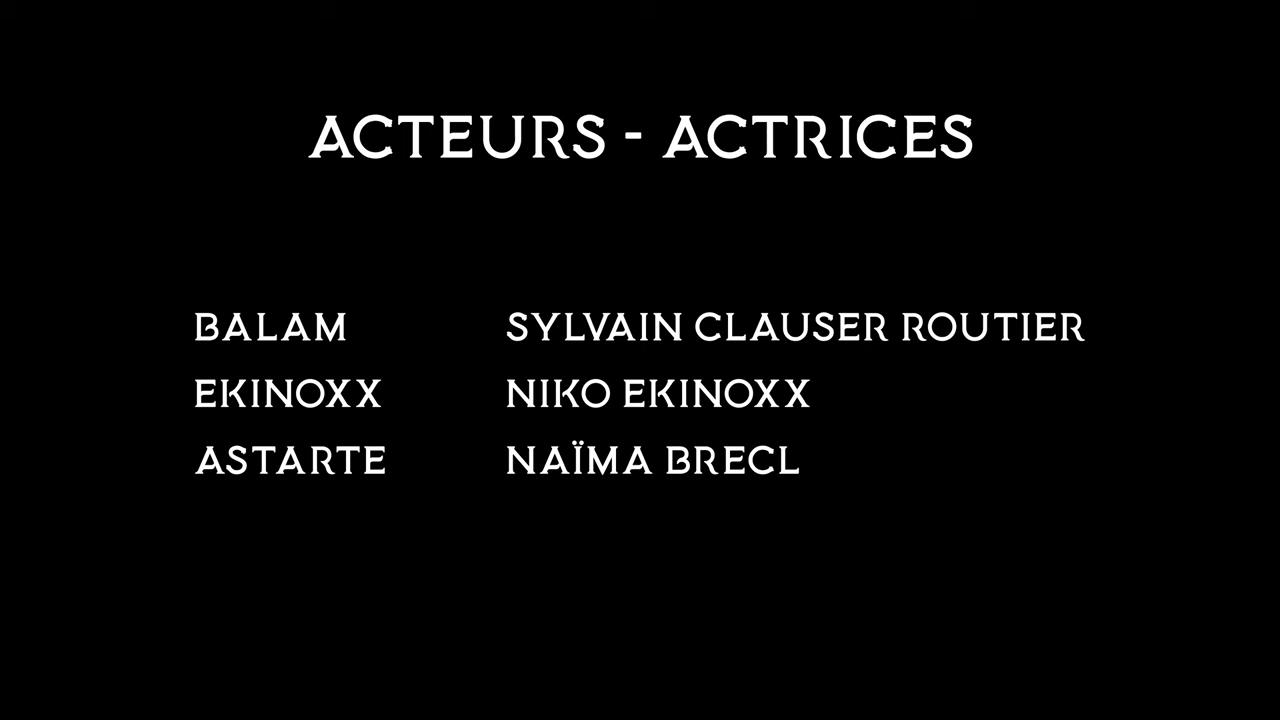 ACTEURS - ACTRICES
BALAM SYLVAIN CLAUSER ROUTIER
EKINOXX NIKO EKINOXX
ASTARTE NAÏMA BRECL